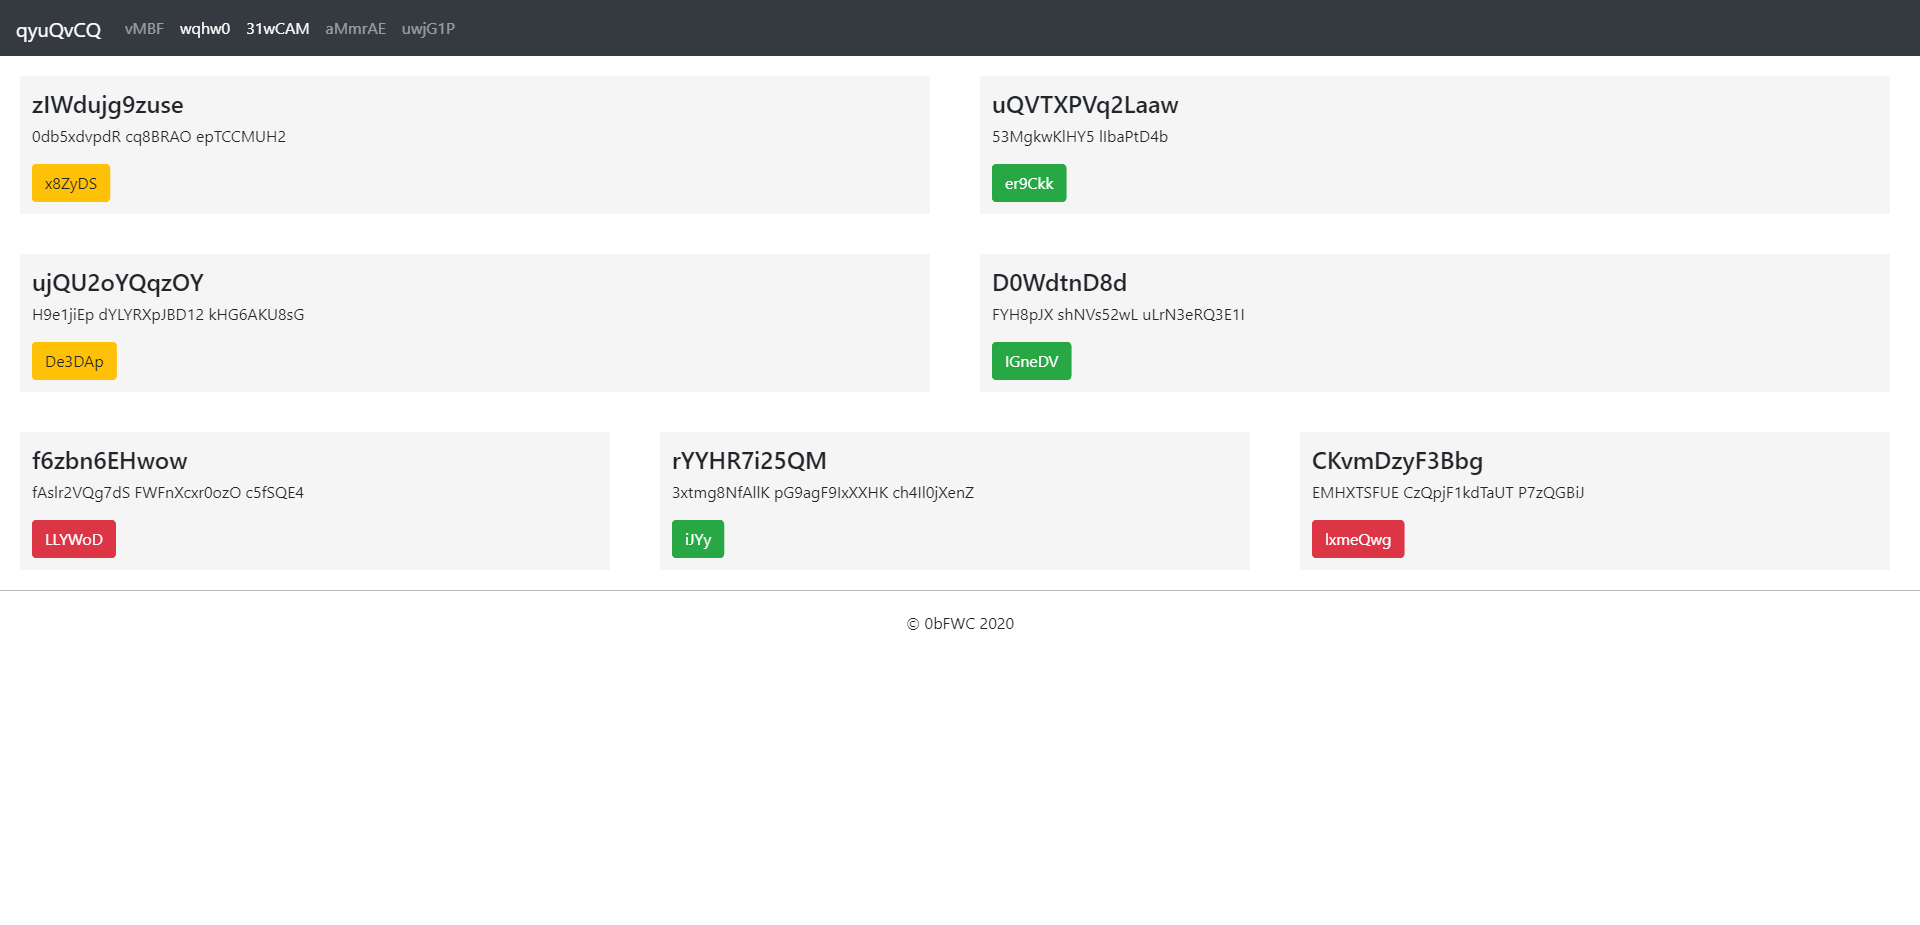 qyuQvCQ vMBF wqhw0 31wCAM aMmrAE uwjG1P
zIWdujg9zuse
0db5xdvpdR cq8BRAO epTCCMUH2
x8ZyDS
uQVTXPVq2Laaw
53MgkwKlHY5 lIbaPtD4b
er9Ckk
ujQU2oYQqzOY
H9e1jiEp dYLYRXpJBD12 kHG6AKU8sG
De3DAp
D0WdtnD8d
FYH8pJX shNVs52wL uLrN3eRQ3E1I
IGneDV
f6zbn6EHwow
fAslr2VQg7dS FWFnXcxr0ozO c5fSQE4
LLYWoD
rYYHR7i25QM
3xtmg8NfAllK pG9agF9IxXXHK ch4Il0jXenZ
iJYy
CKvmDzyF3Bbg
EMHXTSFUE CzQpjF1kdTaUT P7zQGBiJ
lxmeQwg
© 0bFWC 2020